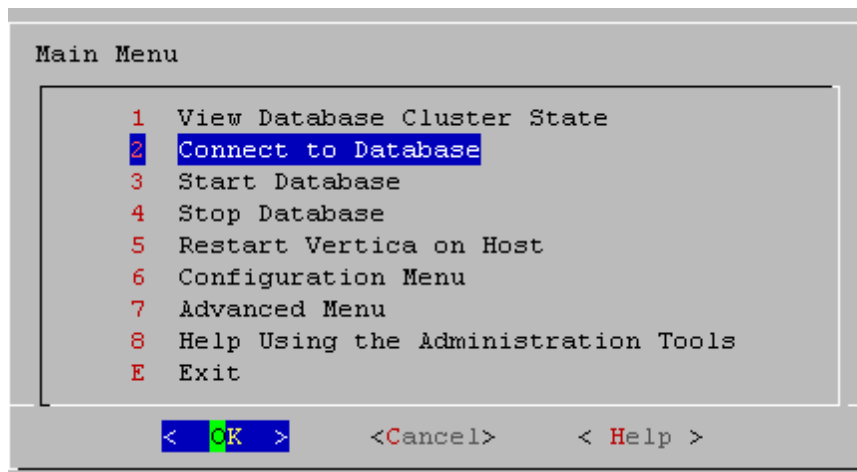 Main Menu
1 View Database Cluster State
2 Connect to Database
3 Start Database
4 Stop Database
5 Restart Vertica on Host
6 Configuration Menu
7 Advanced Menu
8 Help Using the Administration Tools
E Exit
< OK > <Cancel> < Help >